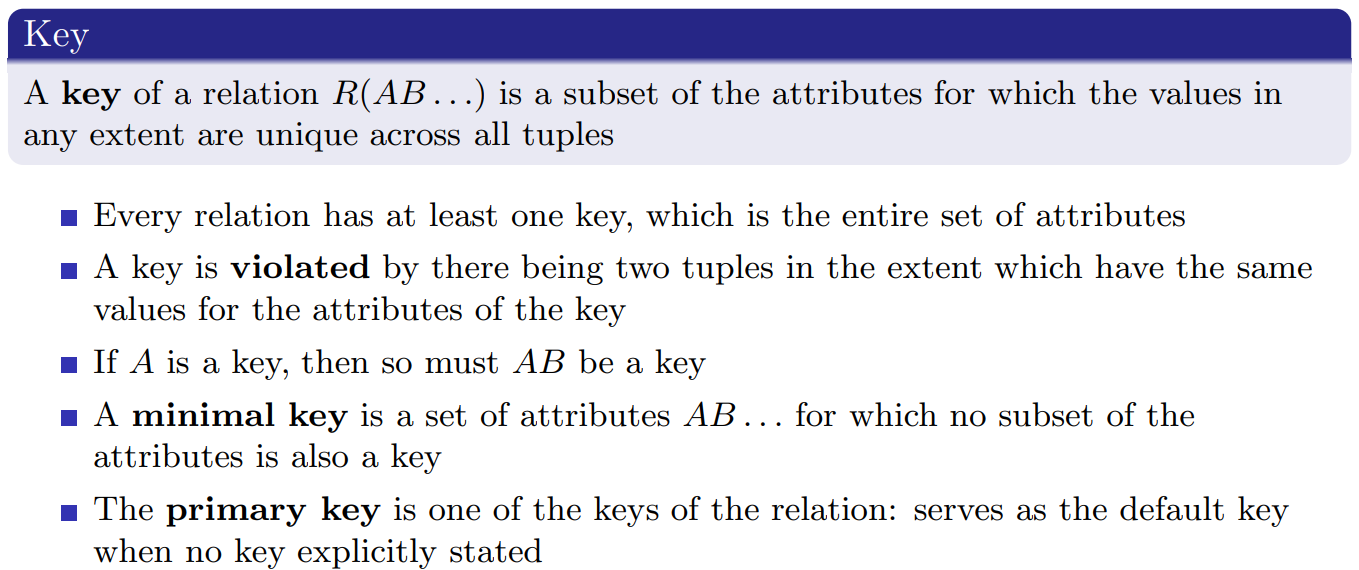 Key
A key of a relation R(AB...) is a subset of the attributes for which the values in
any extent are unique across all tuples
Every relation has at least one key, which is the entire set of attributes
A key is violated by there being two tuples in the extent which have the same
values for the attributes of the key
If A is a key, then so must AB be a key
A minimal key is a set of attributes AB... for which no subset of the
attributes is also a key
The primary key is one of the keys of the relation: serves as the default key
when no key explicitly stated